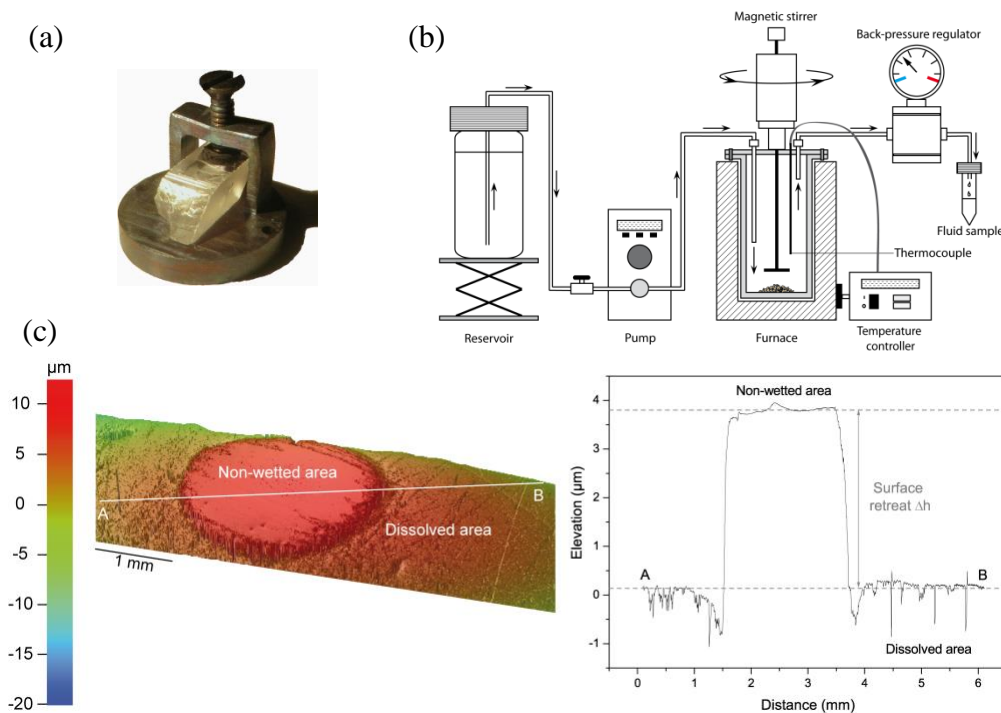 (a)
(b)
Magnetic stirrer
Back-pressure regulator
Fluid sample
Thermocouple
Reservoir
Pump
Furnace
Temperature
controller
(c)
µm
10
5
0
-5
-10
-15
-20
Non-wetted area
A
B
Dissolved area
1 mm
Non-wetted area
Surface
retreat Δh
A
B
Dissolved area
Elevation (µm)
4
3
2
1
0
-1
0 1 2 3 4 5 6
Distance (mm)